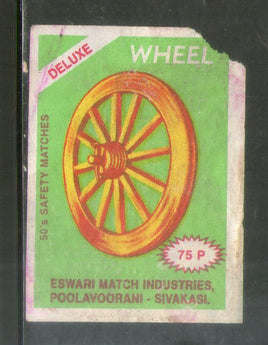 DELUXE
WHEEL
50's SAFETY MATCHES
75 P
ESWARI MATCH INDUSTRIES,
POOLAVOORANI - SIVAKASI.